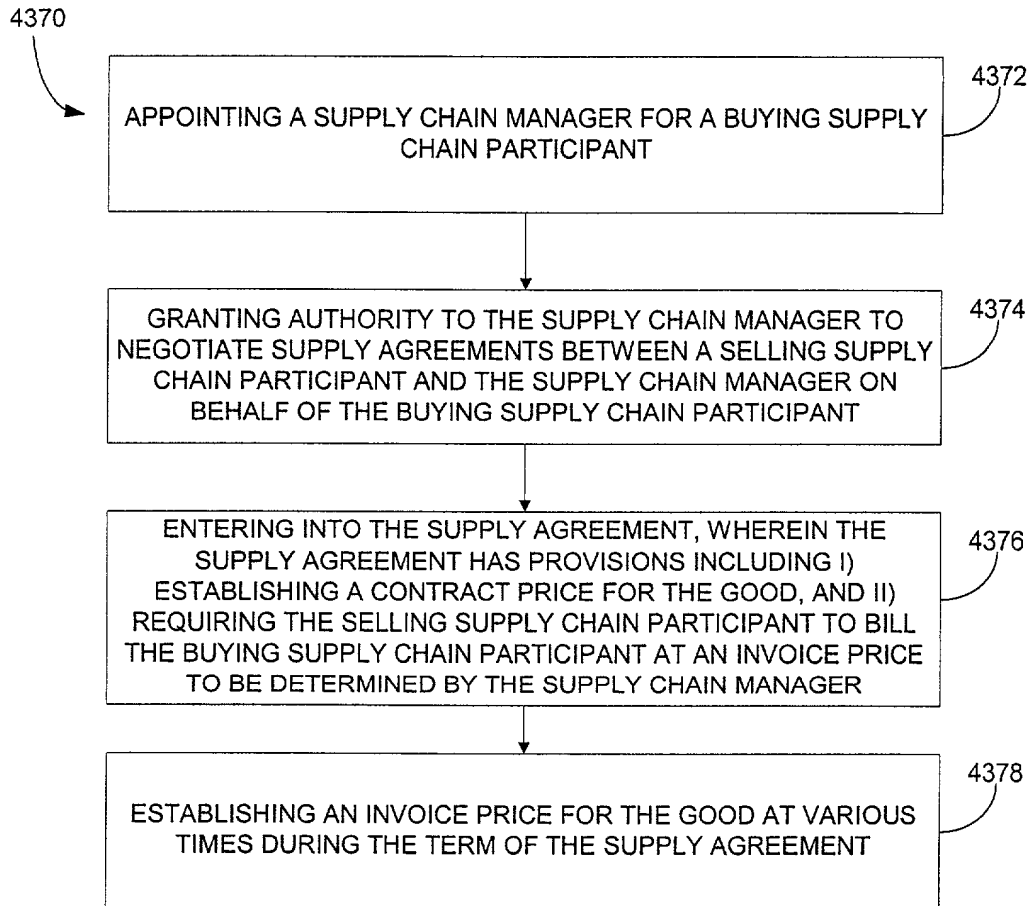 4370
4372
APPOINTING A SUPPLY CHAIN MANAGER FOR A BUYING SUPPLY
CHAIN PARTICIPANT
4374
GRANTING AUTHORITY TO THE SUPPLY CHAIN MANAGER TO
NEGOTIATE SUPPLY AGREEMENTS BETWEEN A SELLING SUPPLY
CHAIN PARTICIPANT AND THE SUPPLY CHAIN MANAGER ON
BEHALF OF THE BUYING SUPPLY CHAIN PARTICIPANT
4376
ENTERING INTO THE SUPPLY AGREEMENT, WHEREIN THE
SUPPLY AGREEMENT HAS PROVISIONS INCLUDING I)
ESTABLISHING A CONTRACT PRICE FOR THE GOOD, AND II)
REQUIRING THE SELLING SUPPLY CHAIN PARTICIPANT TO BILL
THE BUYING SUPPLY CHAIN PARTICIPANT AT AN INVOICE PRICE
TO BE DETERMINED BY THE SUPPLY CHAIN MANAGER
4378
ESTABLISHING AN INVOICE PRICE FOR THE GOOD AT VARIOUS
TIMES DURING THE TERM OF THE SUPPLY AGREEMENT